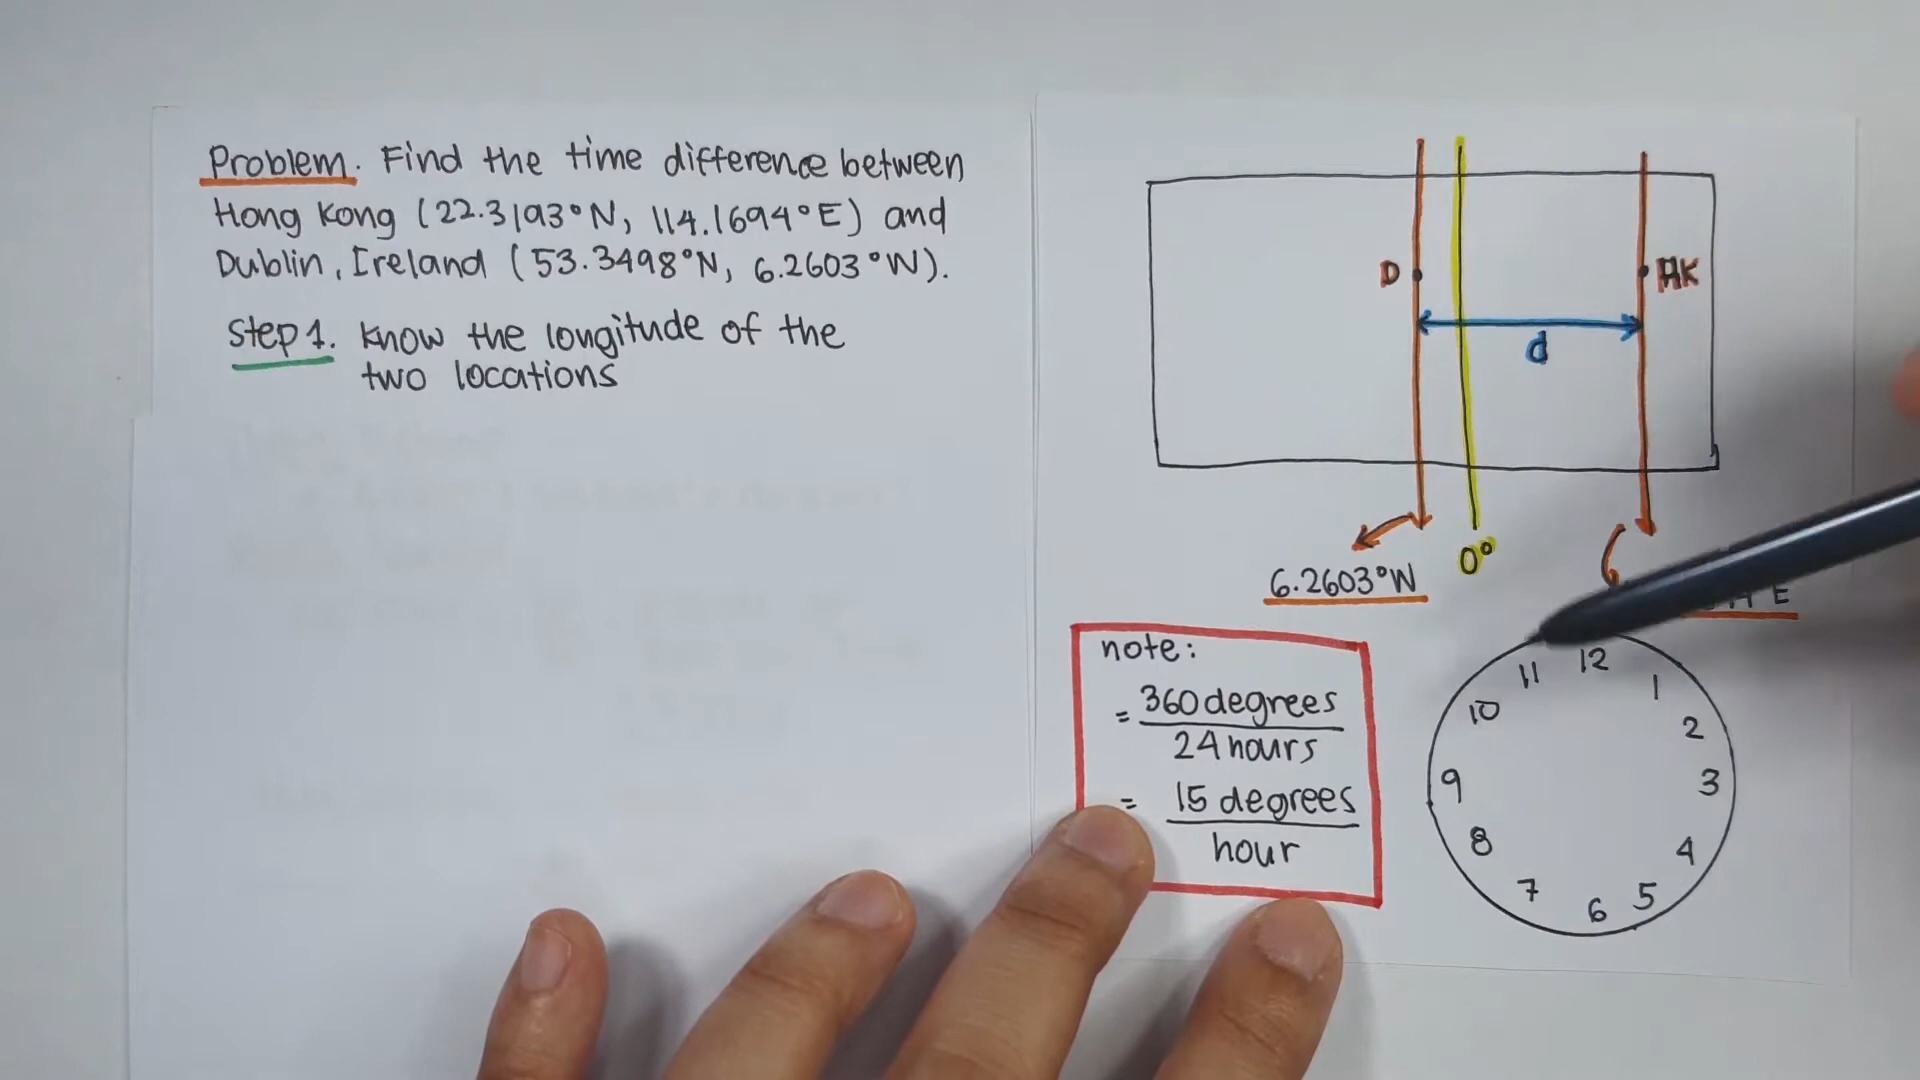 Problem. Find the time difference between
Hong Kong (22.3193°N, 114.1694°E) and
Dublin, Ireland (53.3498°N, 6.2603°W).
Step 1. Know the longitude of the
two locations
D
HK
d
6.2603°W
0°
E
note:
= 360 degrees
24 hours
= 15 degrees
hour
12
1
2
3
4
5
6
7
8
9
10
11